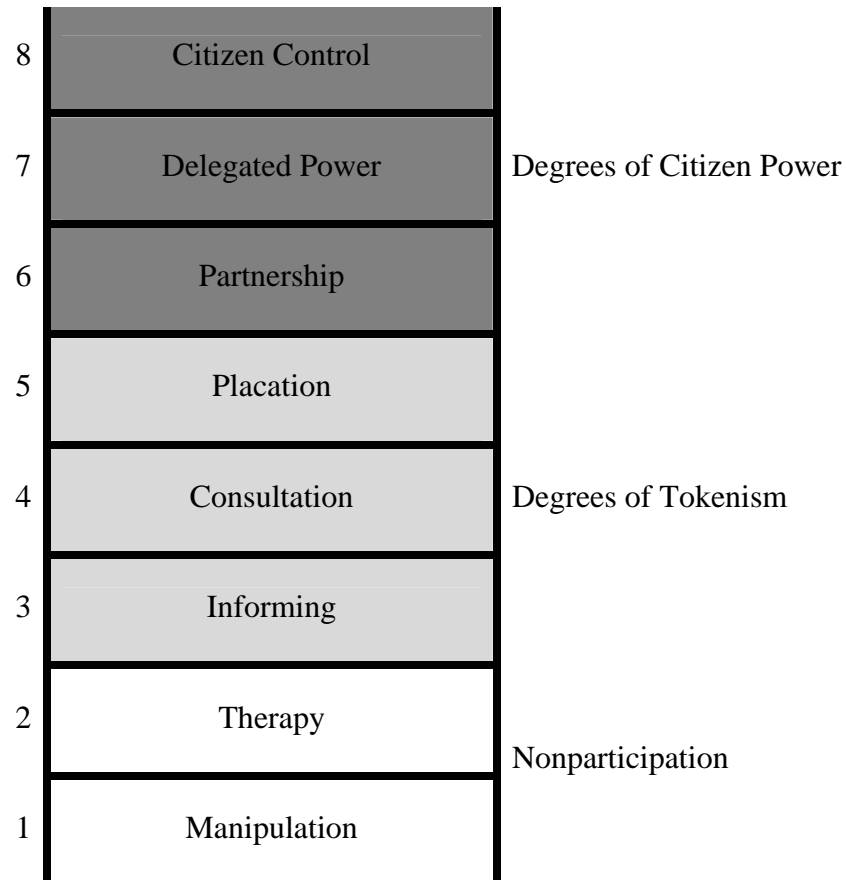 8 Citizen Control
7 Delegated Power Degrees of Citizen Power
6 Partnership
5 Placation
4 Consultation Degrees of Tokenism
3 Informing
2 Therapy
Nonparticipation
1 Manipulation